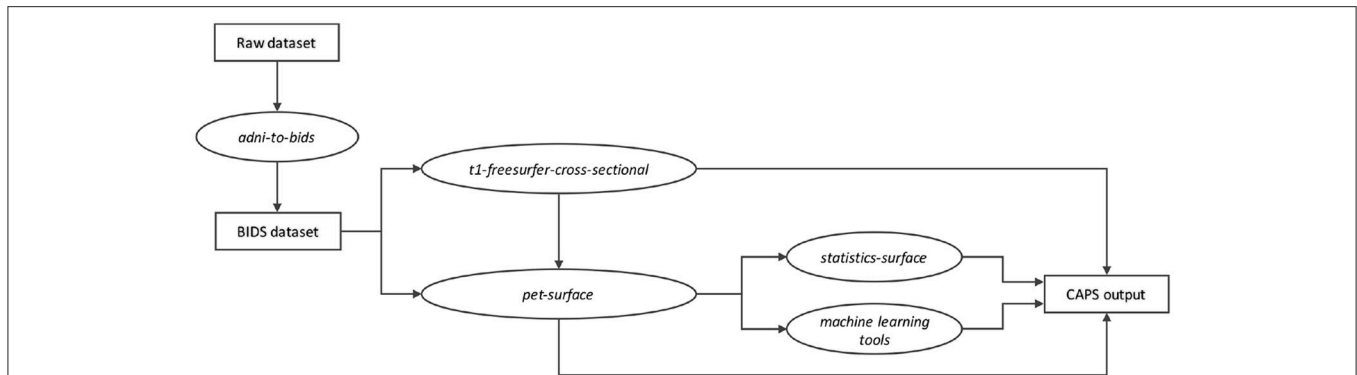 Raw dataset
adni-to-bids
BIDS dataset
t1-freesurfer-cross-sectional
pet-surface
statistics-surface
machine learning
tools
CAPS output